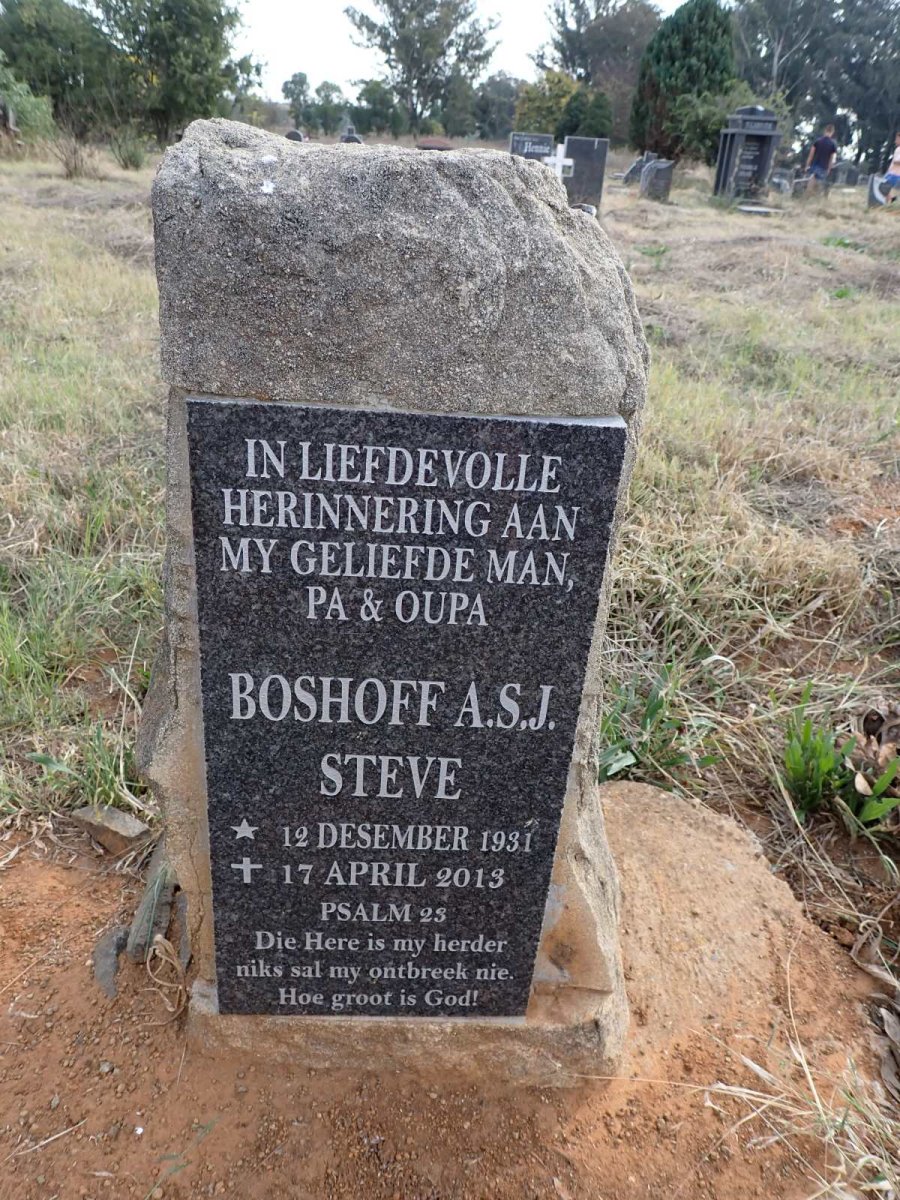 Hennie
IN LIEFDEVOLLE
HERINNERING AAN
MY GELIEFDE MAN,
PA & OUPA
BOSHOFF A.S.J.
STEVE
12 DESEMBER 1931
17 APRIL 2013
PSALM 23
Die Here is my herder
niks sal my ontbreek nie.
Hoe groot is God!